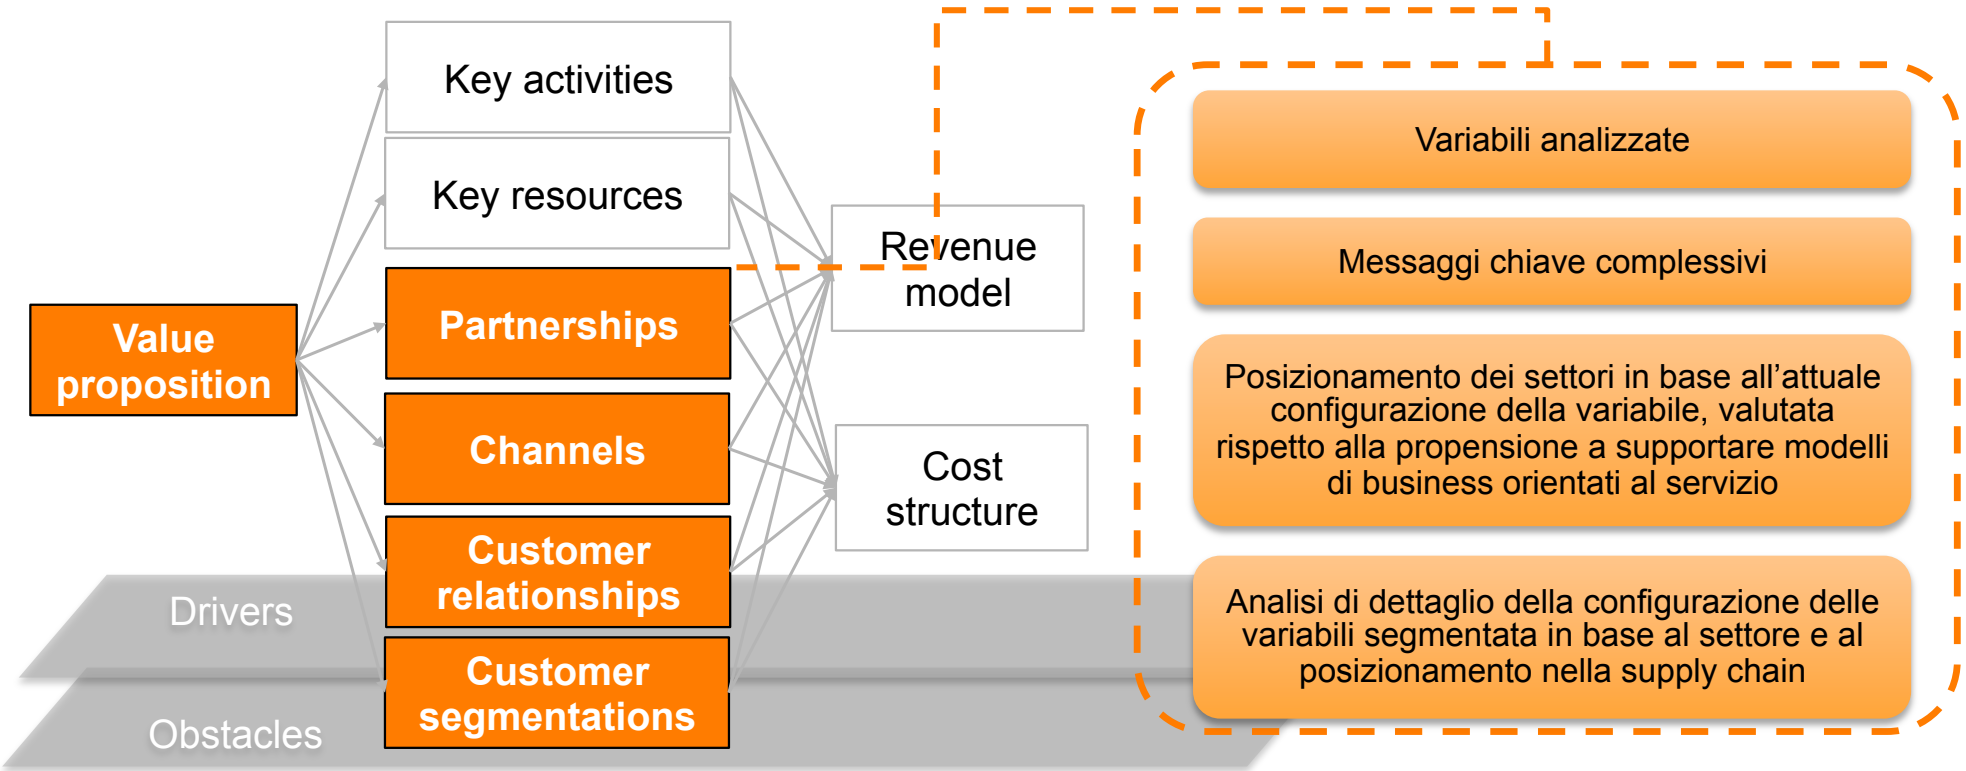 Key activities
Key resources
Partnerships
Value
proposition
Channels
Customer
relationships
Customer
segmentations
Revenue
model
Cost
structure
Drivers
Obstacles
Variabili analizzate
Messaggi chiave complessivi
Posizionamento dei settori in base all’attuale
configurazione della variabile, valutata
rispetto alla propensione a supportare modelli
di business orientati al servizio
Analisi di dettaglio della configurazione delle
variabili segmentata in base al settore e al
posizionamento nella supply chain